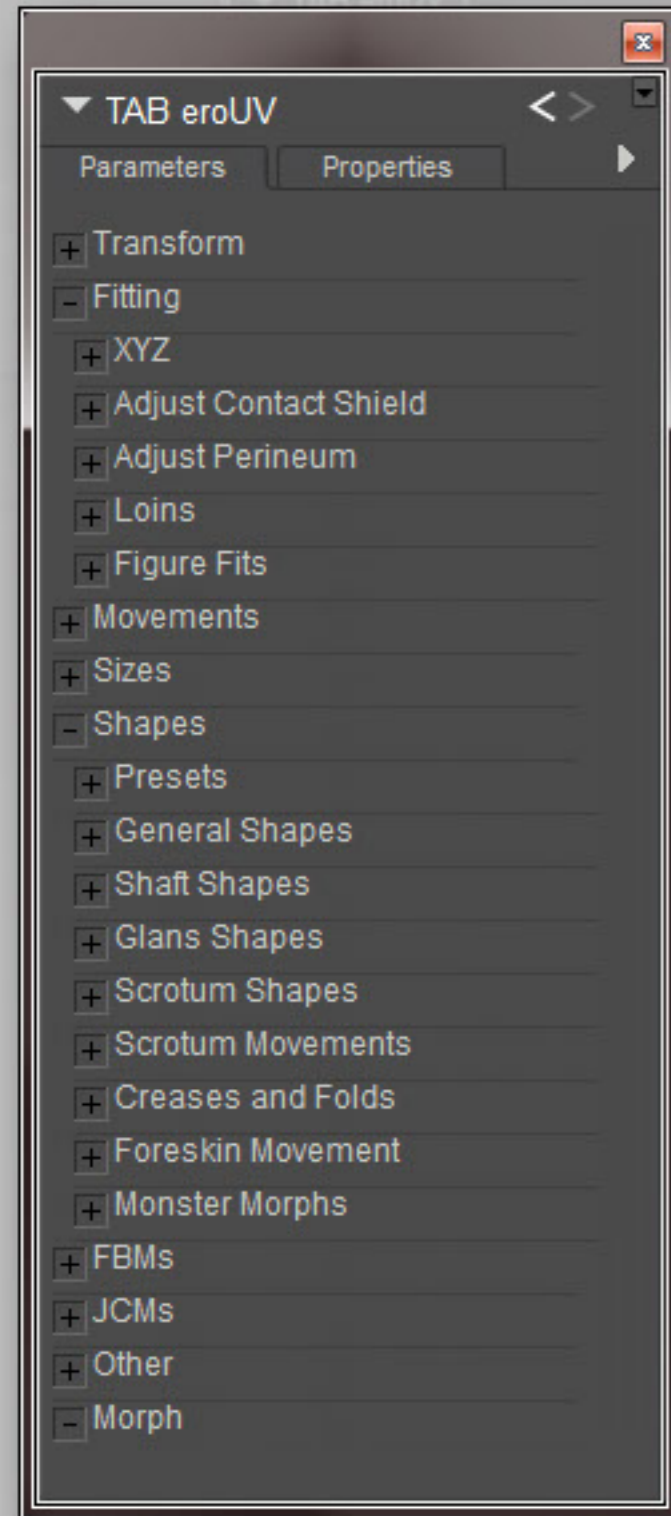 TAB eroUV
Parameters Properties
Transform
Fitting
XYZ
Adjust Contact Shield
Adjust Perineum
Loins
Figure Fits
Movements
Sizes
Shapes
Presets
General Shapes
Shaft Shapes
Glans Shapes
Scrotum Shapes
Scrotum Movements
Creases and Folds
Foreskin Movement
Monster Morphs
FBMs
JCMs
Other
Morph